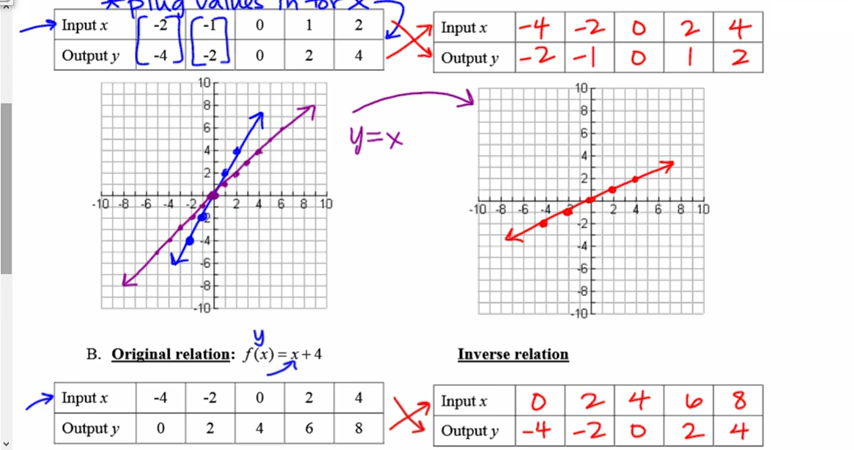 *plug values in for x
Input x -2 -1 0 1 2
Output y -4 -2 0 2 4
Input x -4 -2 0 2 4
Output y -2 -1 0 1 2
10
8
6
4
2
-10 -8 -6 -4 -2 2 4 6 8 10
-2
-4
-6
-8
-10
y=x
10
8
6
4
2
-10 -8 -6 -4 2 4 6 8 10
-2
-4
-6
-8
-10
y
B. Original relation: f(x)=x+4
Inverse relation
Input x -4 -2 0 2 4
Output y 0 2 4 6 8
Input x 0 2 4 6 8
Output y -4 -2 0 2 4